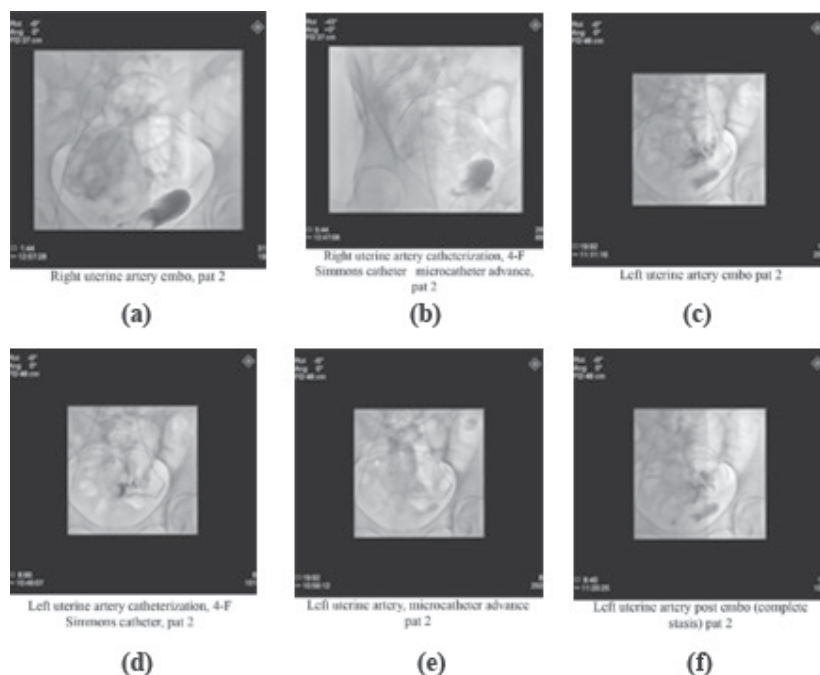 Right uterine artery embo, pat 2
(a)
Right uterine artery catheterization, 4-F
Simmons catheter microcatheter advance,
pat 2
(b)
Left uterine artery embo pat 2
(c)
Left uterine artery catheterization, 4-F
Simmons catheter, pat 2
(d)
Left uterine artery, microcatheter advance
pat 2
(e)
Left uterine artery post embo (complete
stasis) pat 2
(f)